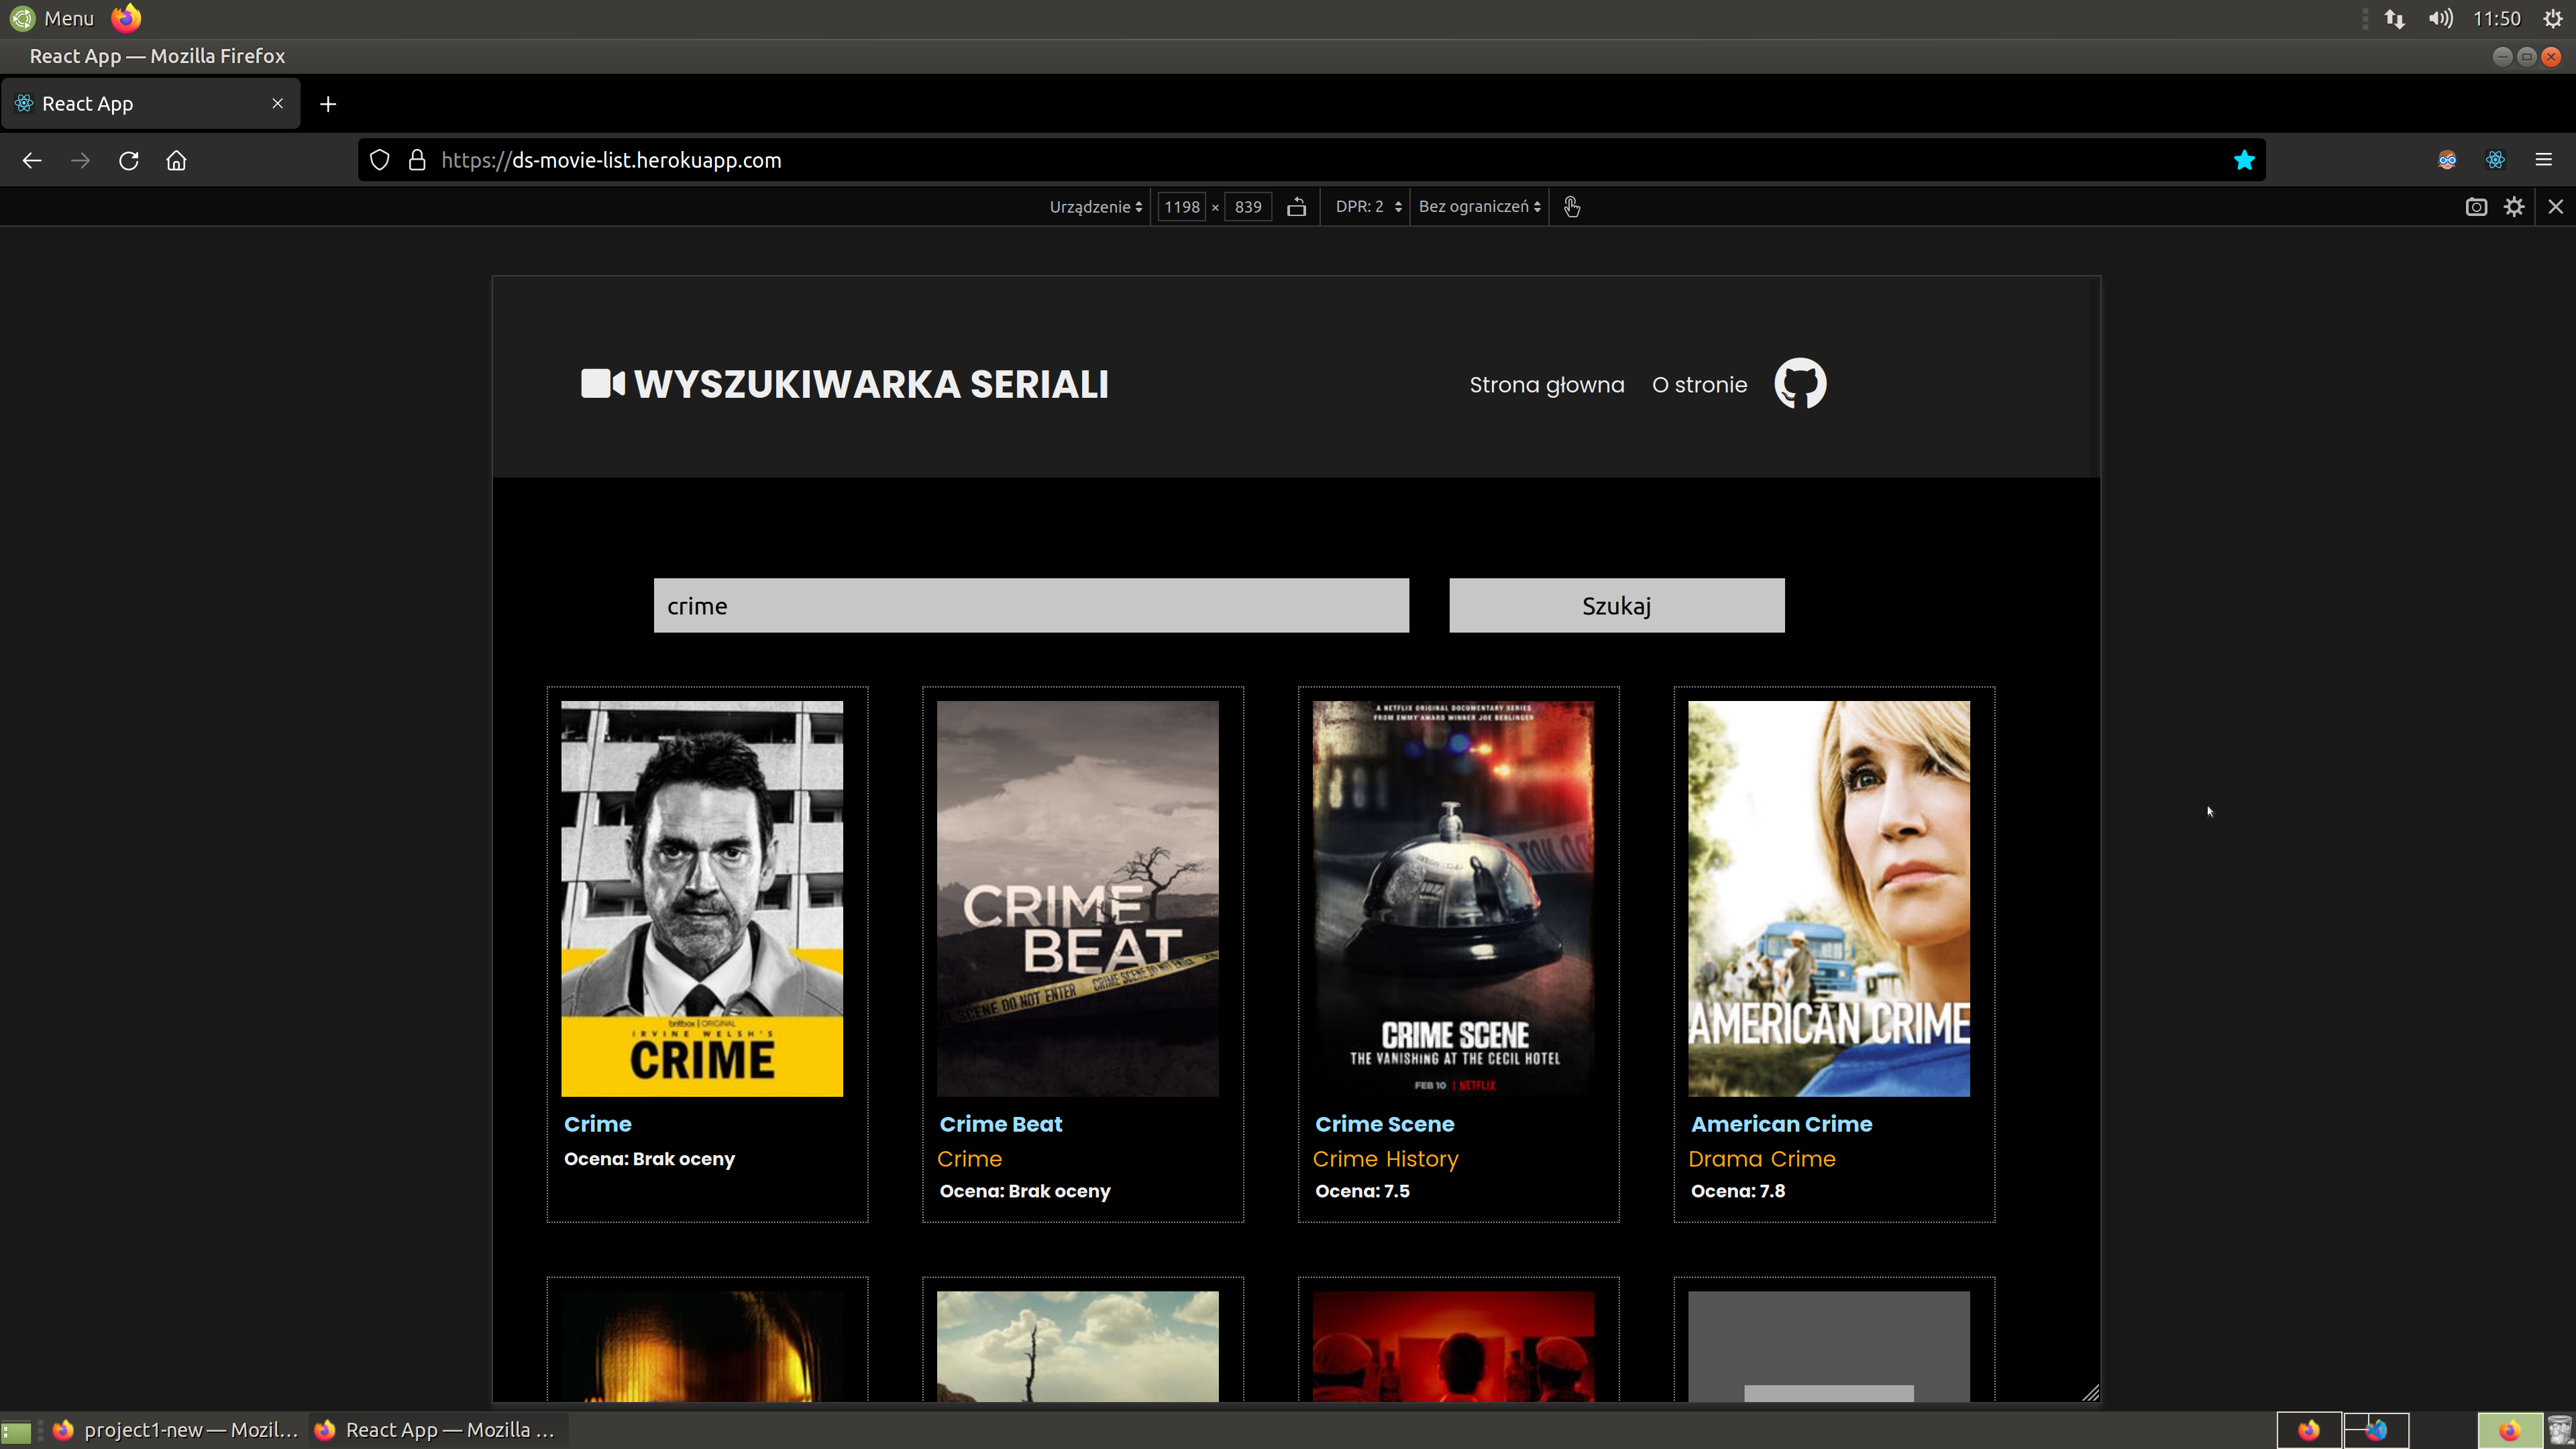 Menu
11:50
React App — Mozilla Firefox
React App
https://ds-movie-list.herokuapp.com
Urządzenie 1198 × 839 DPR: 2 Bez ograniczeń
WYSZUKIWARKA SERIALI
Strona głowna O stronie
crime
Szukaj
britbox | ORIGINAL
IRVINE WELSH'S
CRIME
Crime
Ocena: Brak oceny
CRIME
BEAT
SCENE DO NOT ENTER CRIME SCENE DO NOT ENTER
Crime Beat
Crime
Ocena: Brak oceny
A NETFLIX ORIGINAL DOCUMENTARY SERIES
FROM EMMY AWARD WINNER JOE BERLINGER
CRIME SCENE
THE VANISHING AT THE CECIL HOTEL
FEB 10 | NETFLIX
Crime Scene
Crime History
Ocena: 7.5
AMERICAN CRIME
American Crime
Drama Crime
Ocena: 7.8
project1-new — Mozil...
React App — Mozilla ...